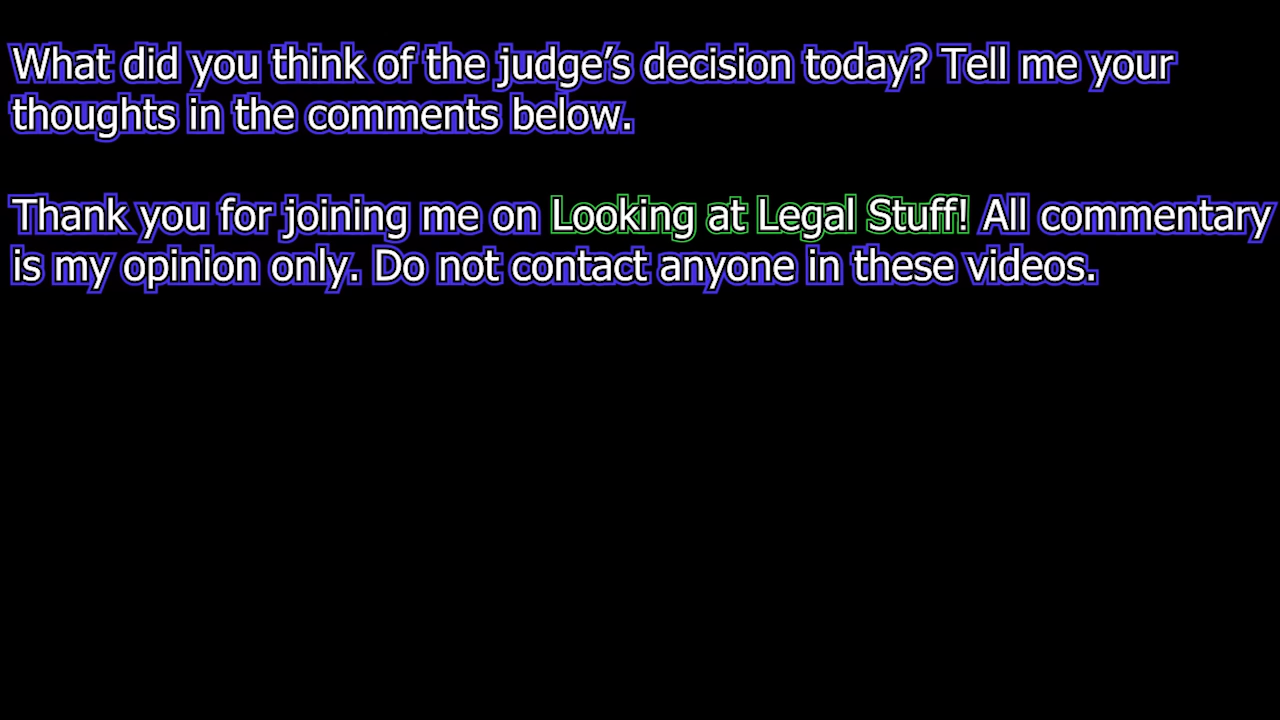 What did you think of the judge’s decision today? Tell me your
thoughts in the comments below.
Thank you for joining me on Looking at Legal Stuff! All commentary
is my opinion only. Do not contact anyone in these videos.